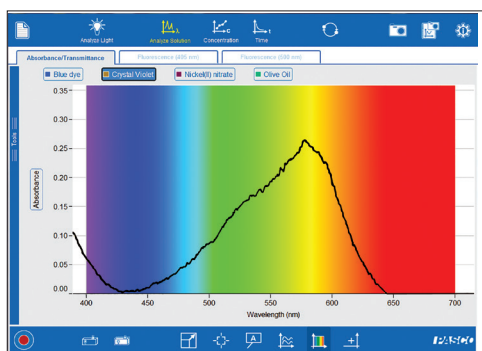 Analyze Light
Analyze Solution
Concentration
Time
Absorbance/Transmittance
Fluorescence (405 nm)
Fluorescence (500 nm)
Blue dye
Crystal Violet
Nickel(II) nitrate
Olive Oil
Tools
Absorbance
0.35
0.30
0.25
0.20
0.15
0.10
0.05
0.00
400
450
500
550
600
650
700
Wavelength (nm)
A
PASCO